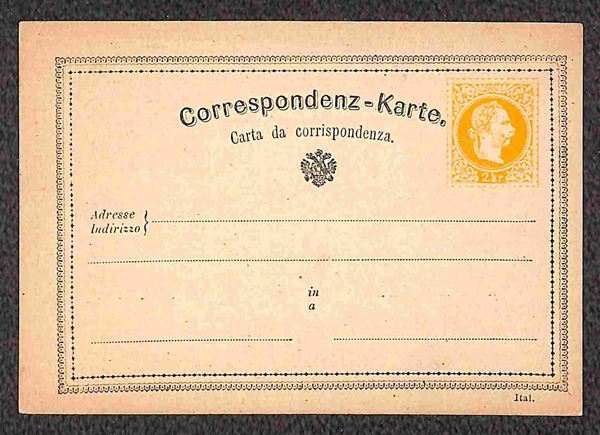 Correspondenz-Karte.
Carta da corrispondenza.
2 kr.
Adresse
Indirizzo
in
a
Ital.